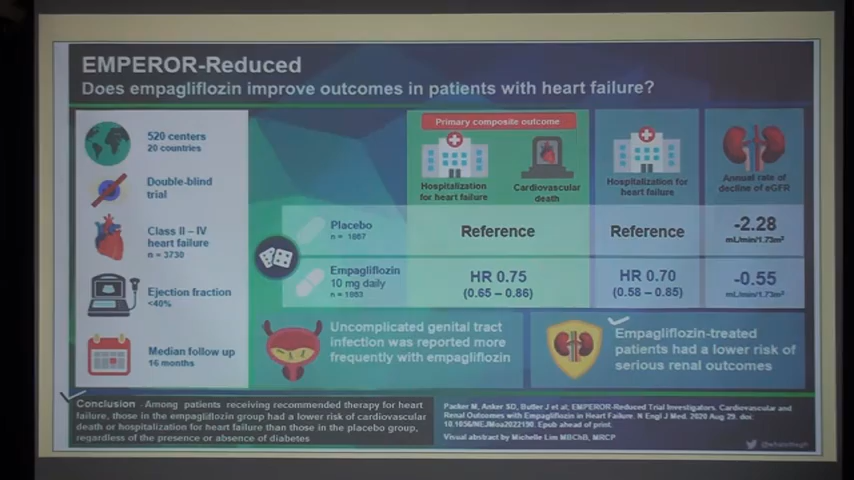 EMPEROR-Reduced
Does empagliflozin improve outcomes in patients with heart failure?
520 centers
20 countries
Double-blind
trial
Class II – IV
heart failure
n = 3730
Ejection fraction
<40%
Median follow up
16 months
Primary composite outcome
Hospitalization
for heart failure
Cardiovascular
death
Hospitalization for
heart failure
Annual rate of
decline of eGFR
Placebo
n = 1867
Reference
Reference
-2.28
mL/min/1.73m²
Empagliflozin
10 mg daily
n = 1863
HR 0.75
(0.65 – 0.86)
HR 0.70
(0.58 – 0.85)
-0.55
mL/min/1.73m²
Uncomplicated genital tract
infection was reported more
frequently with empagliflozin
Empagliflozin-treated
patients had a lower risk of
serious renal outcomes
Conclusion - Among patients receiving recommended therapy for heart
failure, those in the empagliflozin group had a lower risk of cardiovascular
death or hospitalization for heart failure than those in the placebo group,
regardless of the presence or absence of diabetes
Packer M, Anker SD, Butler J et al; EMPEROR-Reduced Trial Investigators. Cardiovascular and
Renal Outcomes with Empagliflozin in Heart Failure. N Engl J Med. 2020 Aug 29. doi:
10.1056/NEJMoa2022190. Epub ahead of print.
Visual abstract by Michelle Lim MBChB, MRCP